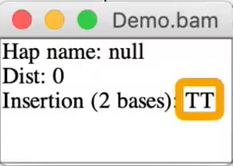 Demo.bam
Hap name: null
Dist: 0
Insertion (2 bases): TT